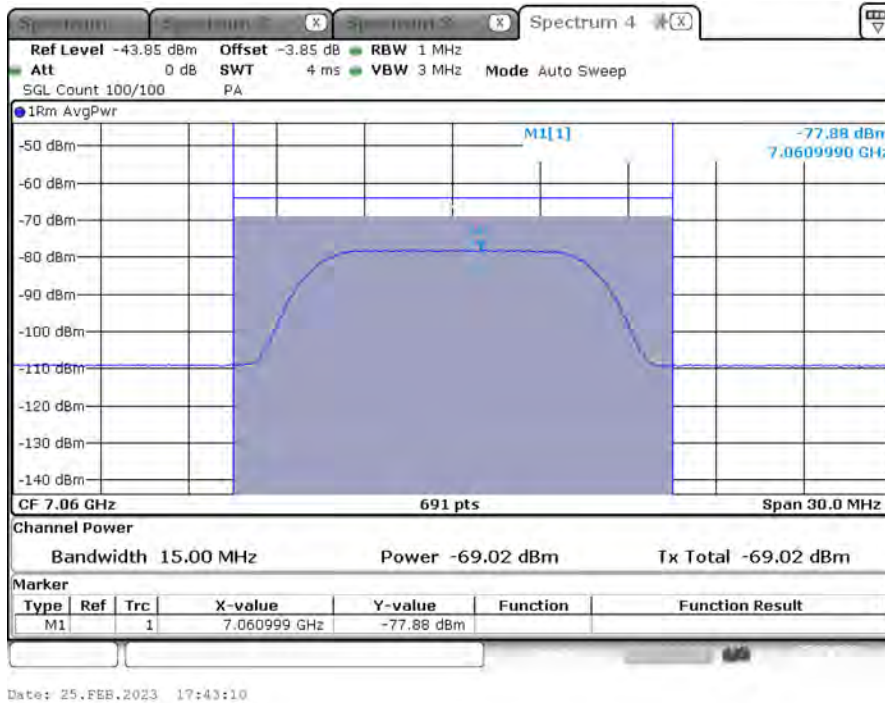 Spectrum 4
Ref Level -43.85 dBm Offset -3.85 dB RBW 1 MHz
Att 0 dB SWT 4 ms VBW 3 MHz Mode Auto Sweep
SGL Count 100/100 PA
1Rm AvgPwr
M1[1] -77.88 dBm
7.0609990 GHz
-50 dBm
-60 dBm
-70 dBm
-80 dBm
-90 dBm
-100 dBm
-110 dBm
-120 dBm
-130 dBm
-140 dBm
CF 7.06 GHz 691 pts Span 30.0 MHz
Channel Power
Bandwidth 15.00 MHz Power -69.02 dBm Tx Total -69.02 dBm
Marker
Type Ref Trc X-value Y-value Function Function Result
M1 1 7.060999 GHz -77.88 dBm
Date: 25.FEB.2023 17:43:10